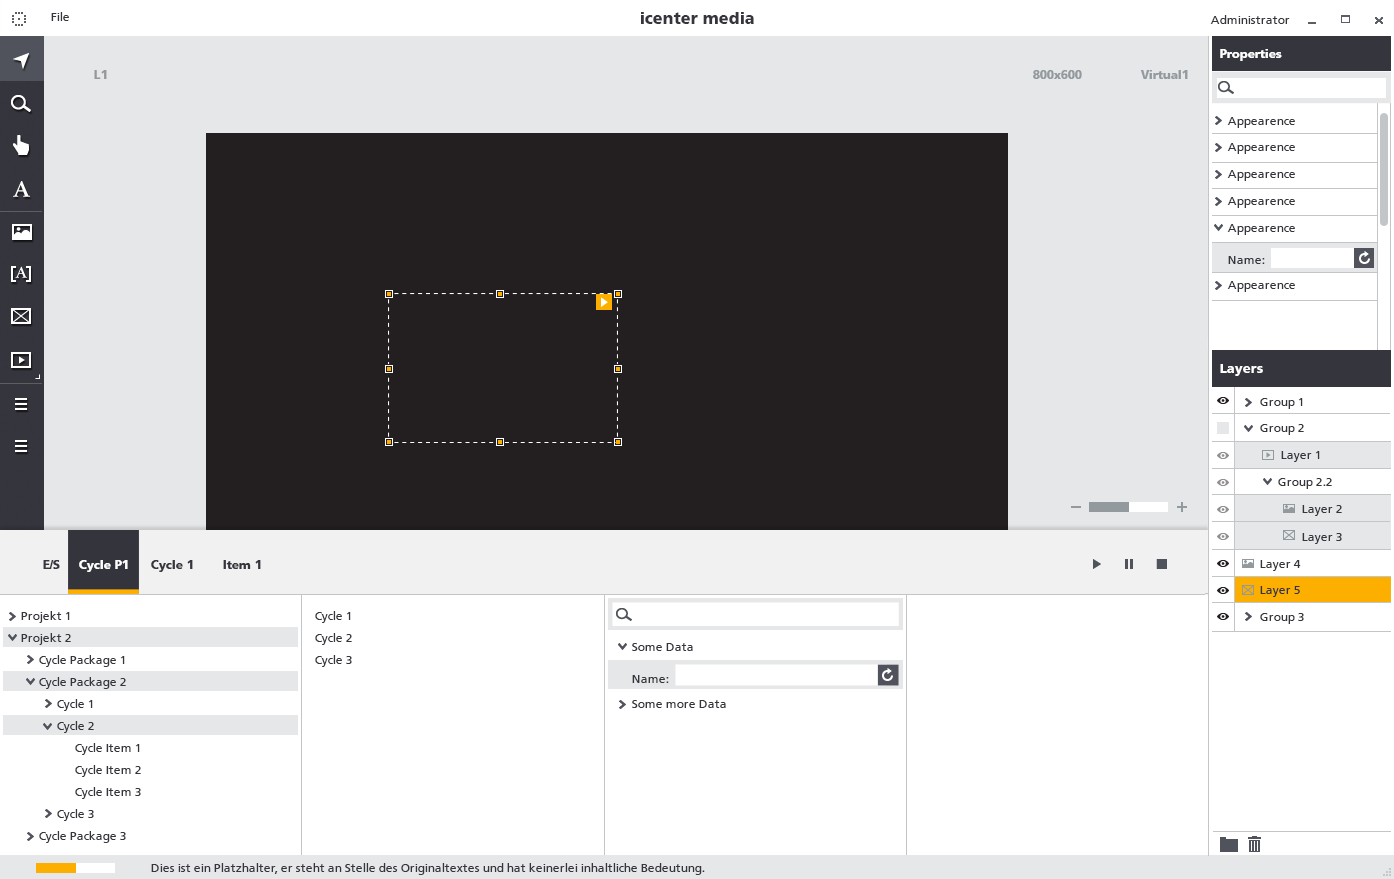 File
icenter media
Administrator
L1
800x600
Virtual1
A
[A]
Properties
Appearence
Appearence
Appearence
Appearence
Appearence
Name:
Appearence
Layers
Group 1
Group 2
Layer 1
Group 2.2
Layer 2
Layer 3
Layer 4
Layer 5
Group 3
E/S
Cycle P1
Cycle 1
Item 1
Projekt 1
Projekt 2
Cycle Package 1
Cycle Package 2
Cycle 1
Cycle 2
Cycle Item 1
Cycle Item 2
Cycle Item 3
Cycle 3
Cycle Package 3
Cycle 1
Cycle 2
Cycle 3
Some Data
Name:
Some more Data
Dies ist ein Platzhalter, er steht an Stelle des Originaltextes und hat keinerlei inhaltliche Bedeutung.